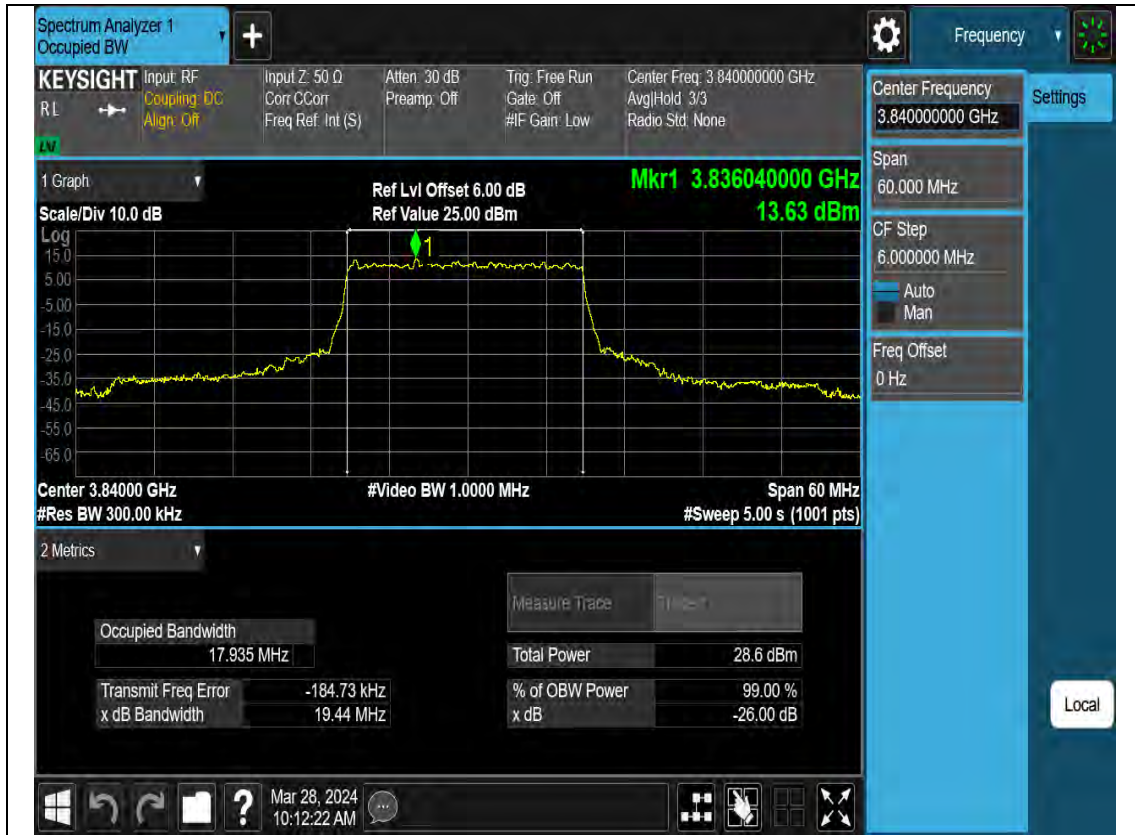 Spectrum Analyzer 1
Occupied BW
Frequency
KEYSIGHT
RL
Input: RF
Coupling: DC
Align: Off
Input Z: 50 Ω
Corr CCorr
Freq Ref: Int (S)
Atten: 30 dB
Preamp: Off
Trig: Free Run
Gate: Off
#IF Gain: Low
Center Freq: 3.840000000 GHz
Avg|Hold: 3/3
Radio Std: None
Center Frequency
3.840000000 GHz
Settings
Span
60.000 MHz
CF Step
6.000000 MHz
Auto
Man
Freq Offset
0 Hz
Local
1 Graph
Scale/Div 10.0 dB
Ref Lvl Offset 6.00 dB
Ref Value 25.00 dBm
Mkr1 3.836040000 GHz
13.63 dBm
Log
1
15.0
5.00
-5.00
-15.0
-25.0
-35.0
-45.0
-55.0
-65.0
Center 3.84000 GHz
#Video BW 1.0000 MHz
Span 60 MHz
#Res BW 300.00 kHz
#Sweep 5.00 s (1001 pts)
2 Metrics
Measure Trace
Occupied Bandwidth
17.935 MHz
Total Power 28.6 dBm
Transmit Freq Error -184.73 kHz
% of OBW Power 99.00 %
x dB Bandwidth 19.44 MHz
x dB -26.00 dB
?
Mar 28, 2024
10:12:22 AM